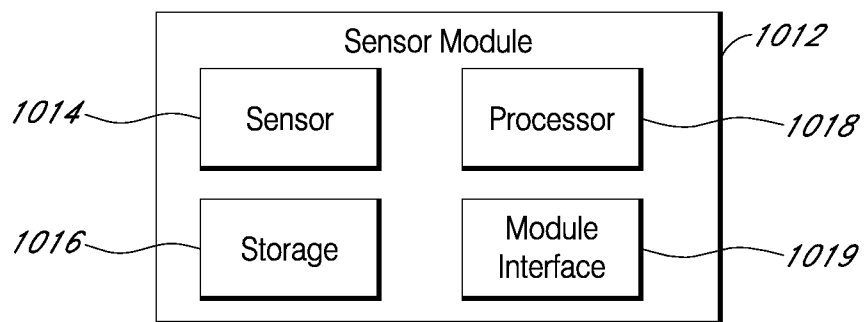 Sensor Module
1012
1014
Sensor
Processor
1018
1016
Storage
Module
Interface
1019